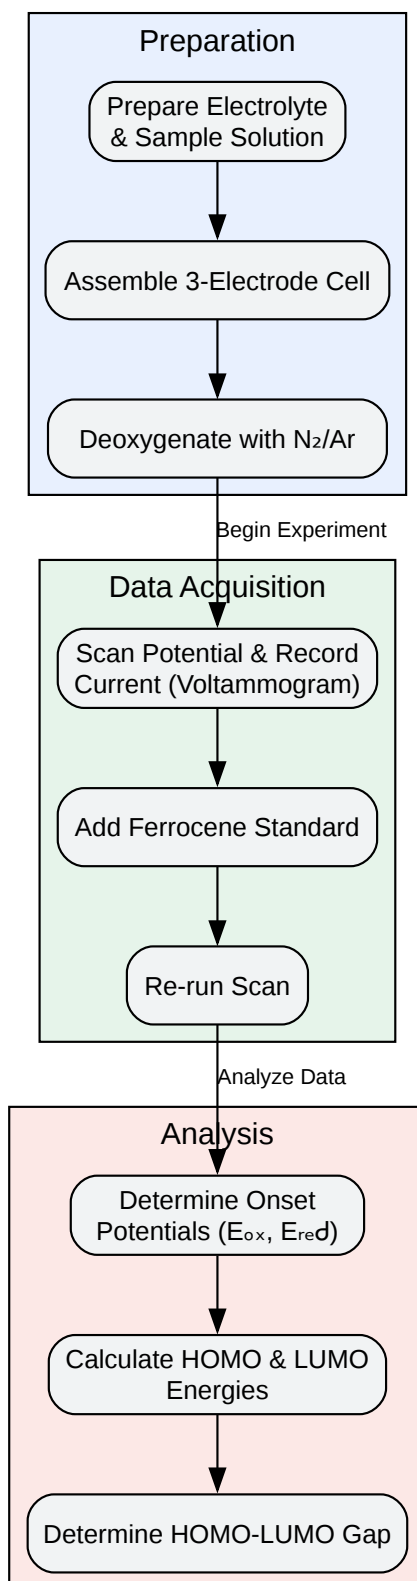 Preparation
Prepare Electrolyte
& Sample Solution
Assemble 3-Electrode Cell
Deoxygenate with N₂/Ar
Begin Experiment
Data Acquisition
Scan Potential & Record
Current (Voltammogram)
Add Ferrocene Standard
Re-run Scan
Analyze Data
Analysis
Determine Onset
Potentials (Eₒₓ, Eᵣₑd)
Calculate HOMO & LUMO
Energies
Determine HOMO-LUMO Gap